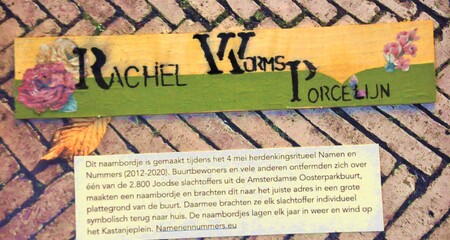 RACHEL WORMS PORCELIJN
Dit naambordje is gemaakt tijdens het 4 mei herdenkingsritueel Namen en
Nummers (2012-2020). Buurtbewoners en vele anderen ontfermden zich over
één van de 2.800 Joodse slachtoffers uit de Amsterdamse Oosterparkbuurt,
maakten een naambordje en brachten dit naar het juiste adres in een grote
plattegrond van de buurt. Daarmee brachten ze elk slachtoffer individueel
symbolisch terug naar huis. De naambordjes lagen elk jaar in weer en wind op
het Kastanjeplein. Namenennummers.eu